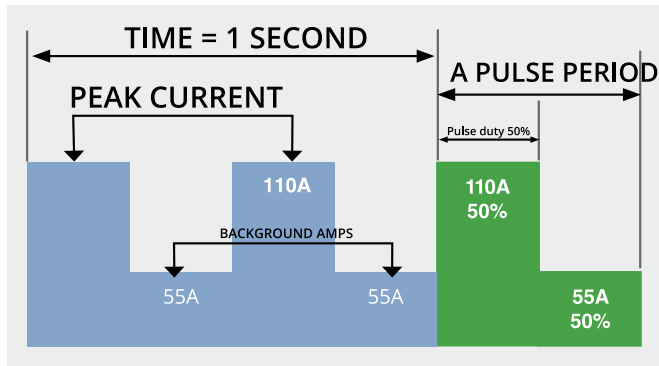 TIME = 1 SECOND
A PULSE PERIOD
PEAK CURRENT
Pulse duty 50%
110A
110A
50%
BACKGROUND AMPS
55A
55A
55A
50%